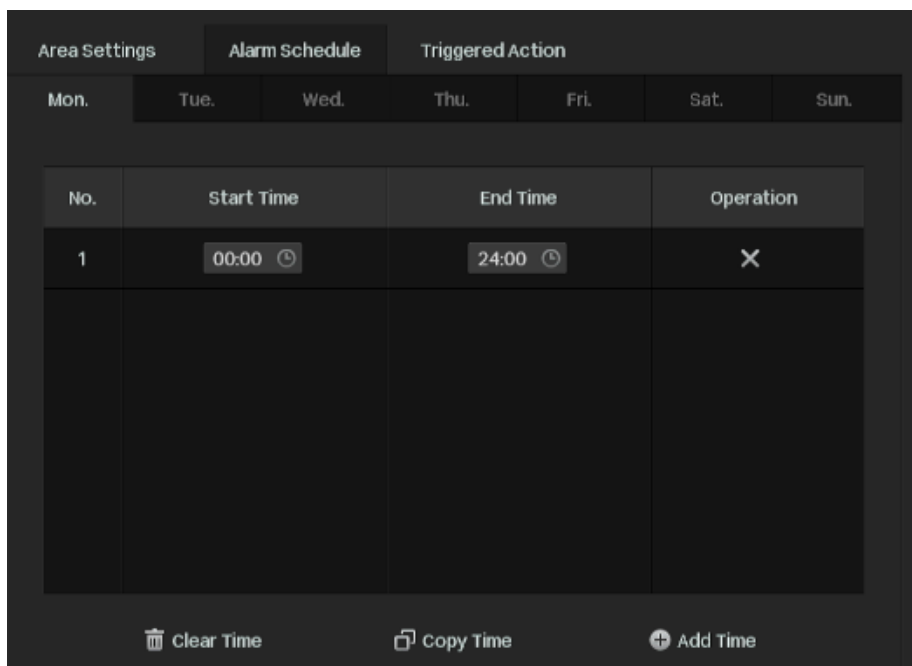 Area Settings Alarm Schedule Triggered Action
Mon. Tue. Wed. Thu. Fri. Sat. Sun.
No. Start Time End Time Operation
1 00:00 24:00
Clear Time Copy Time Add Time